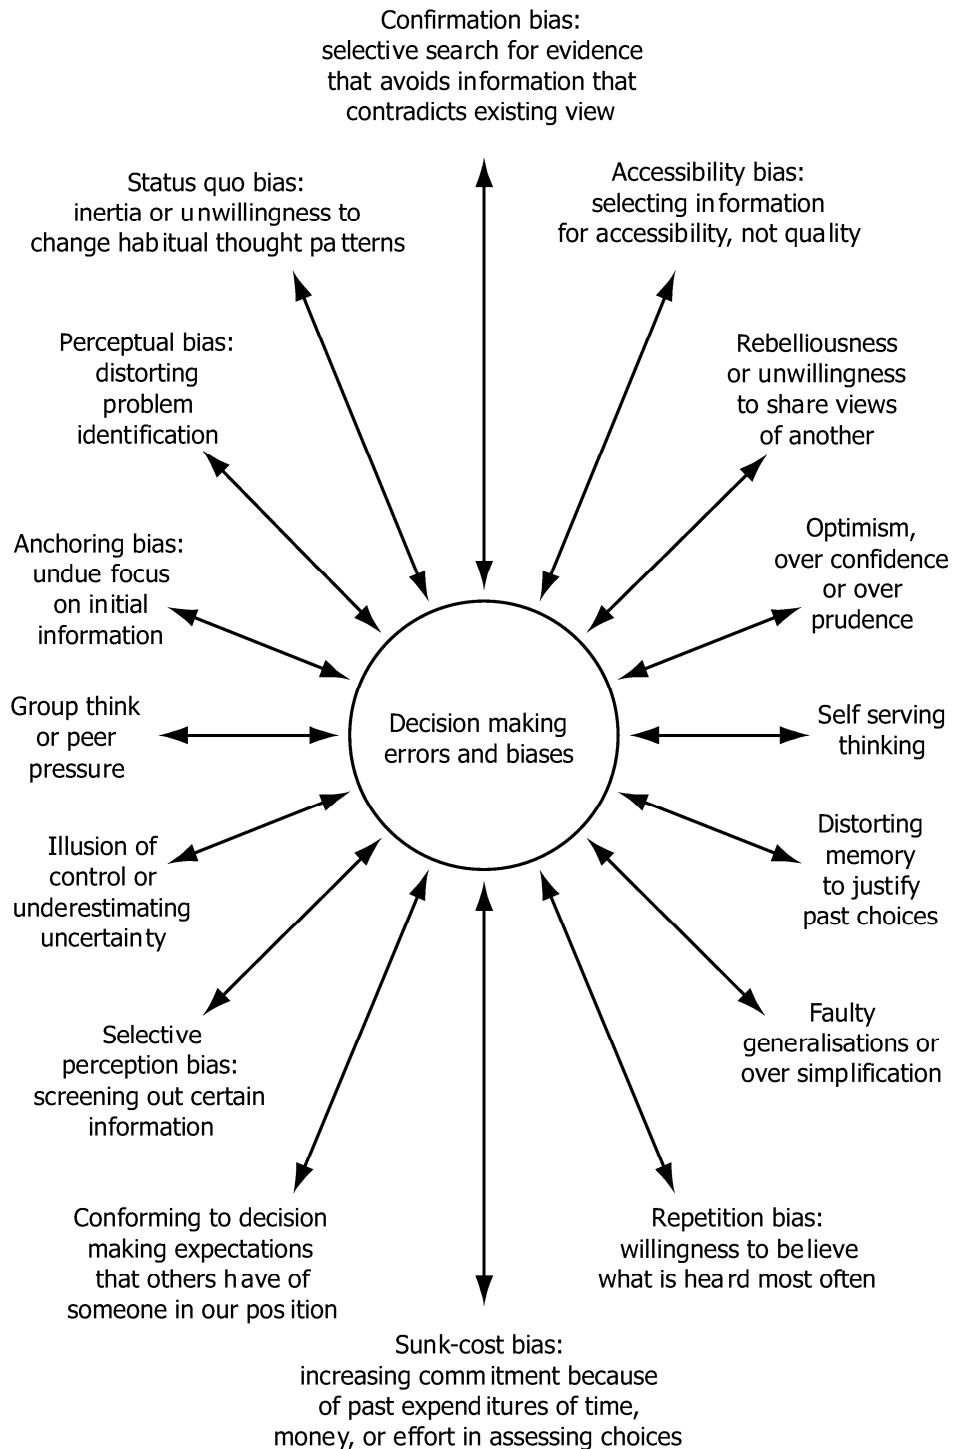 Confirmation bias:
selective search for evidence
that avoids information that
contradicts existing view
Status quo bias:
inertia or unwillingness to
change habitual thought patterns
Accessibility bias:
selecting information
for accessibility, not quality
Perceptual bias:
distorting
problem
identification
Rebelliousness
or unwillingness
to share views
of another
Anchoring bias:
undue focus
on initial
information
Optimism,
over confidence
or over
prudence
Group think
or peer
pressure
Decision making
errors and biases
Self serving
thinking
Illusion of
control or
underestimating
uncertainty
Distorting
memory
to justify
past choices
Selective
perception bias:
screening out certain
information
Faulty
generalisations or
over simplification
Conforming to decision
making expectations
that others have of
someone in our position
Repetition bias:
willingness to believe
what is heard most often
Sunk-cost bias:
increasing commitment because
of past expenditures of time,
money, or effort in assessing choices